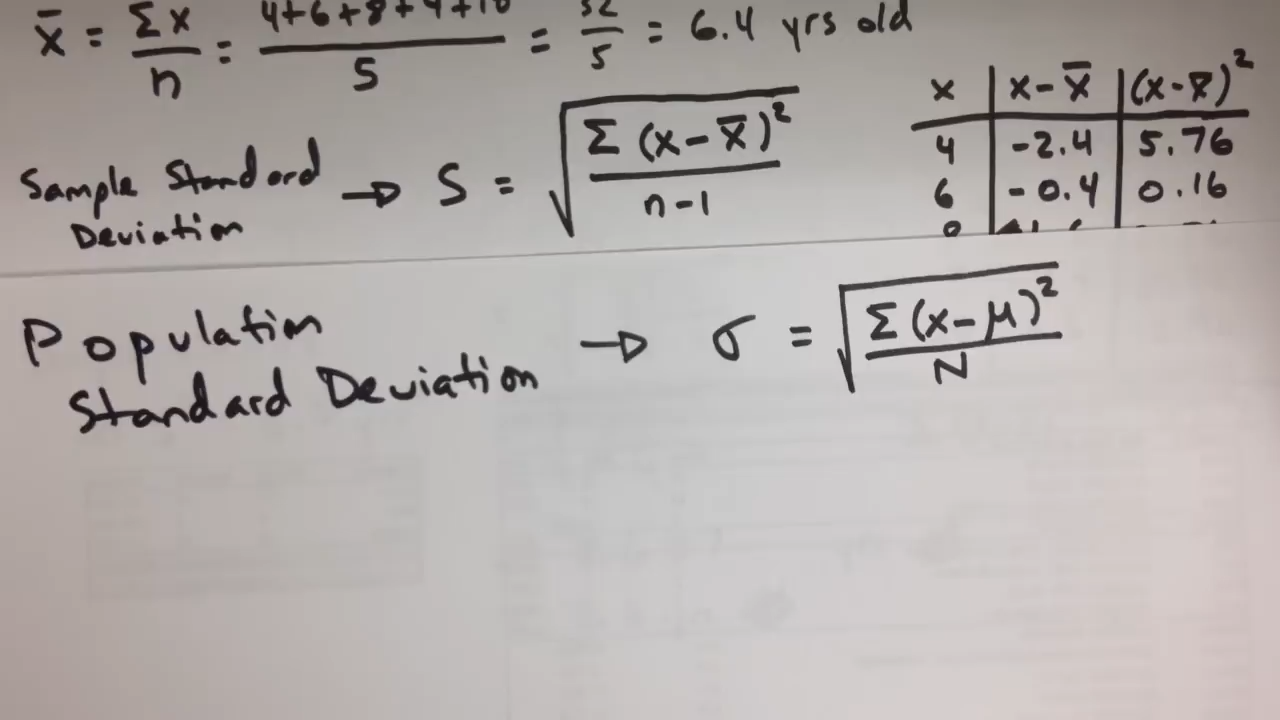 x̄ = Σx/n = 4+6+8+4+10/5 = 32/5 = 6.4 yrs old
x | x-x̄ | (x-x̄)²
4 | -2.4 | 5.76
6 | -0.4 | 0.16
Sample Standard
Deviation → S = √(Σ(x-x̄)²/n-1)
Population
Standard Deviation → σ = √(Σ(x-μ)²/N)